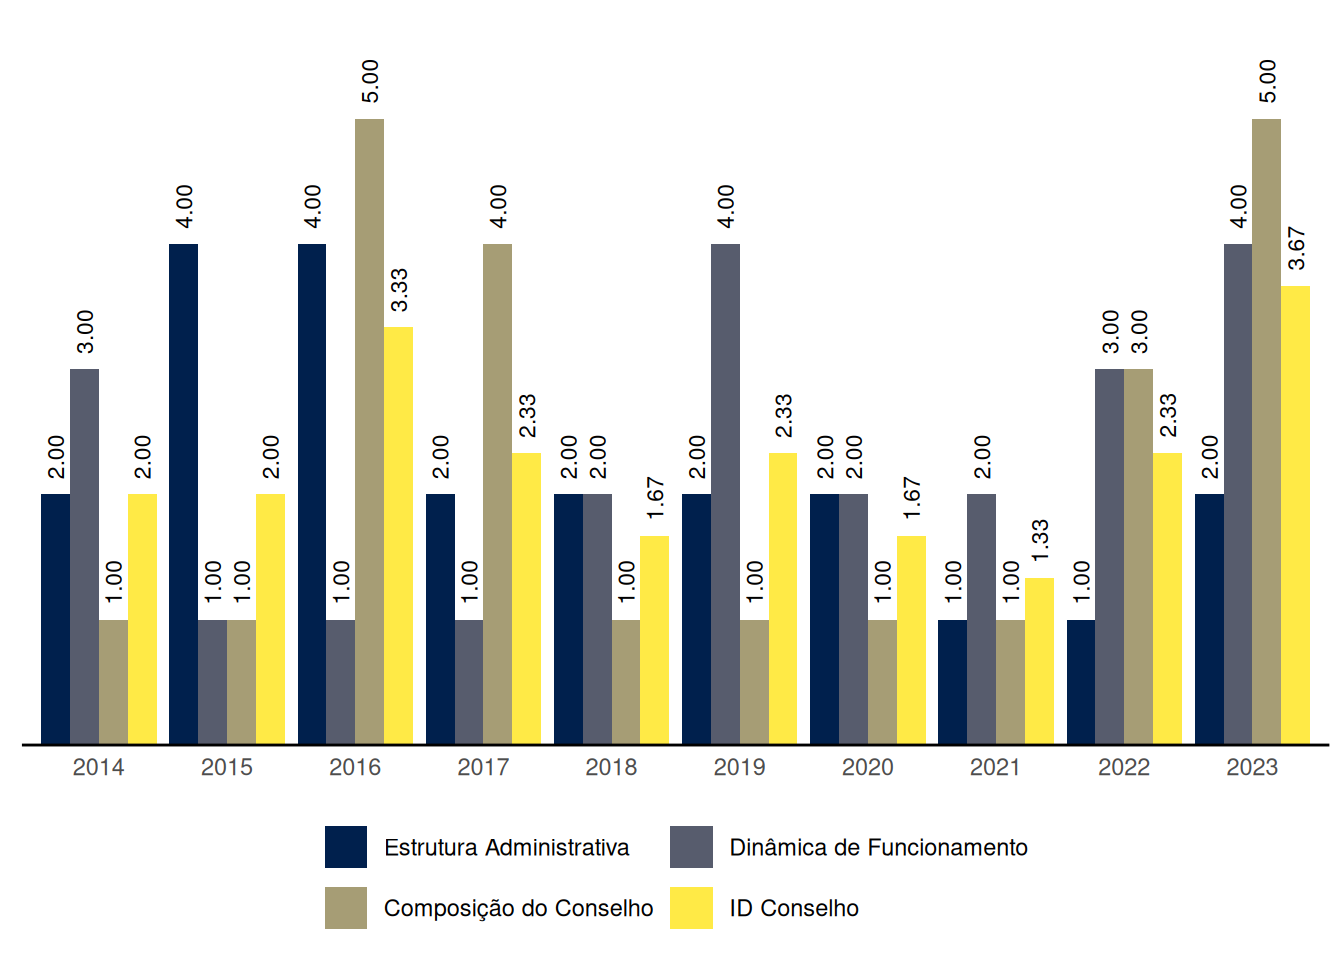 2.00 3.00 1.00 2.00 4.00 1.00 1.00 2.00 4.00 1.00 5.00 3.33 2.00 1.00 4.00 2.33 2.00 2.00 1.00 1.67 2.00 4.00 1.00 2.33 2.00 2.00 1.00 1.67 1.00 2.00 1.00 1.33 1.00 3.00 3.00 2.33 2.00 4.00 5.00 3.67
2014 2015 2016 2017 2018 2019 2020 2021 2022 2023
Estrutura Administrativa Dinâmica de Funcionamento
Composição do Conselho ID Conselho